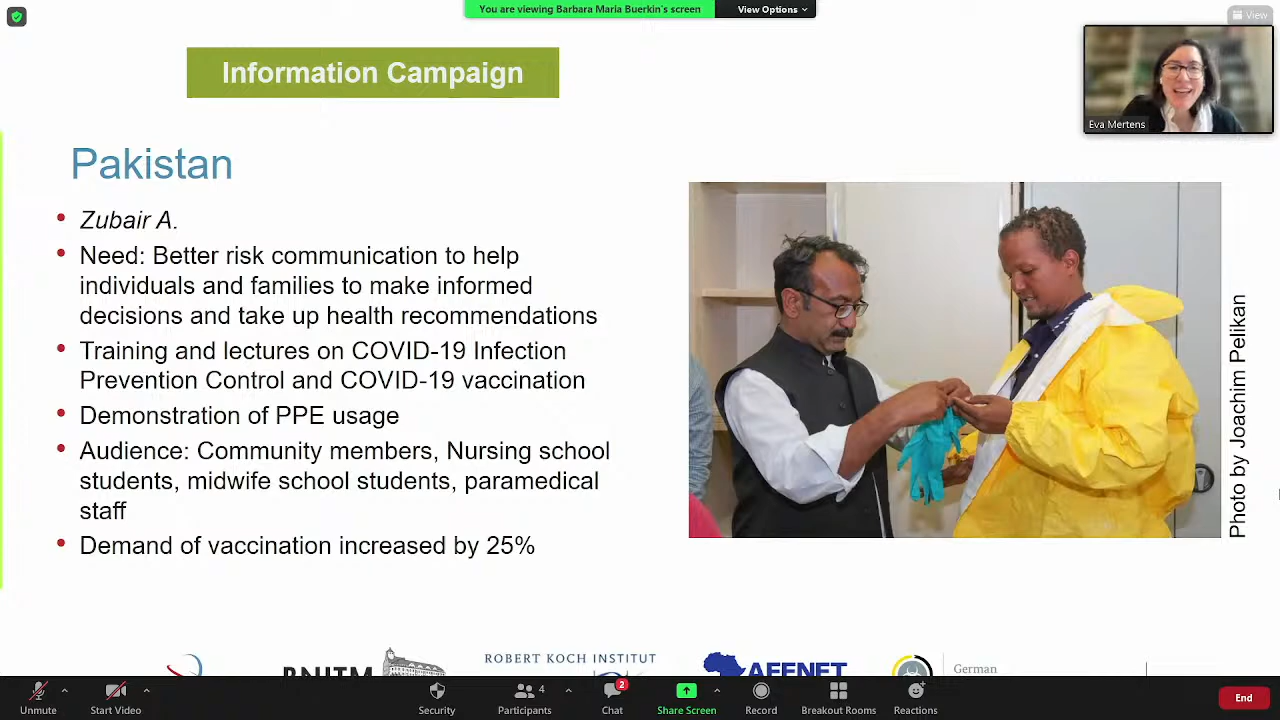 You are viewing Barbara Maria Buerkin's screen
View Options
View
Information Campaign
Eva Mertens
Pakistan
Zubair A.
Need: Better risk communication to help
individuals and families to make informed
decisions and take up health recommendations
Training and lectures on COVID-19 Infection
Prevention Control and COVID-19 vaccination
Demonstration of PPE usage
Audience: Community members, Nursing school
students, midwife school students, paramedical
staff
Demand of vaccination increased by 25%
Photo by Joachim Pelikan
BNITM
ROBERT KOCH INSTITUT
AFENET
German
Unmute
Start Video
Security
4
Participants
2
Chat
Share Screen
Record
Breakout Rooms
Reactions
End